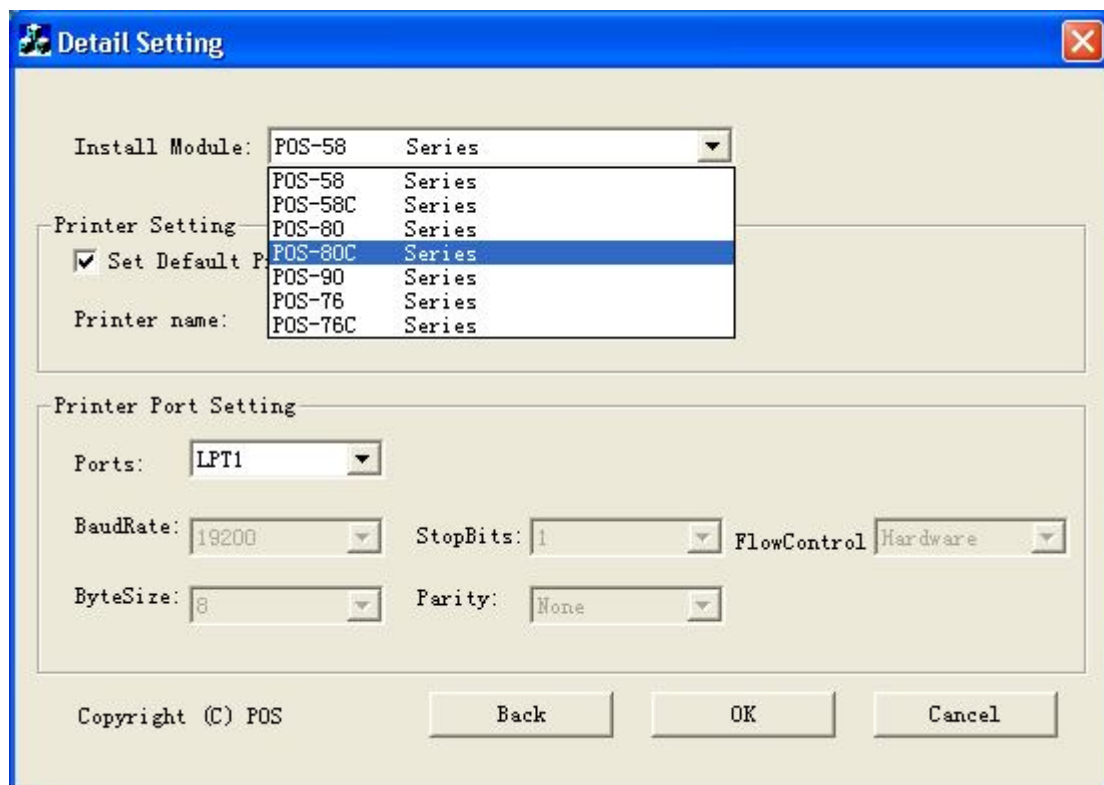 Detail Setting
Install Module: POS-58 Series
POS-58 Series
POS-58C Series
POS-80 Series
POS-80C Series
POS-90 Series
POS-76 Series
POS-76C Series
Printer Setting
Set Default
Printer name:
Printer Port Setting
Ports: LPT1
BaudRate: 19200 StopBits: 1 FlowControl Hardware
ByteSize: 8 Parity: None
Copyright (C) POS Back OK Cancel